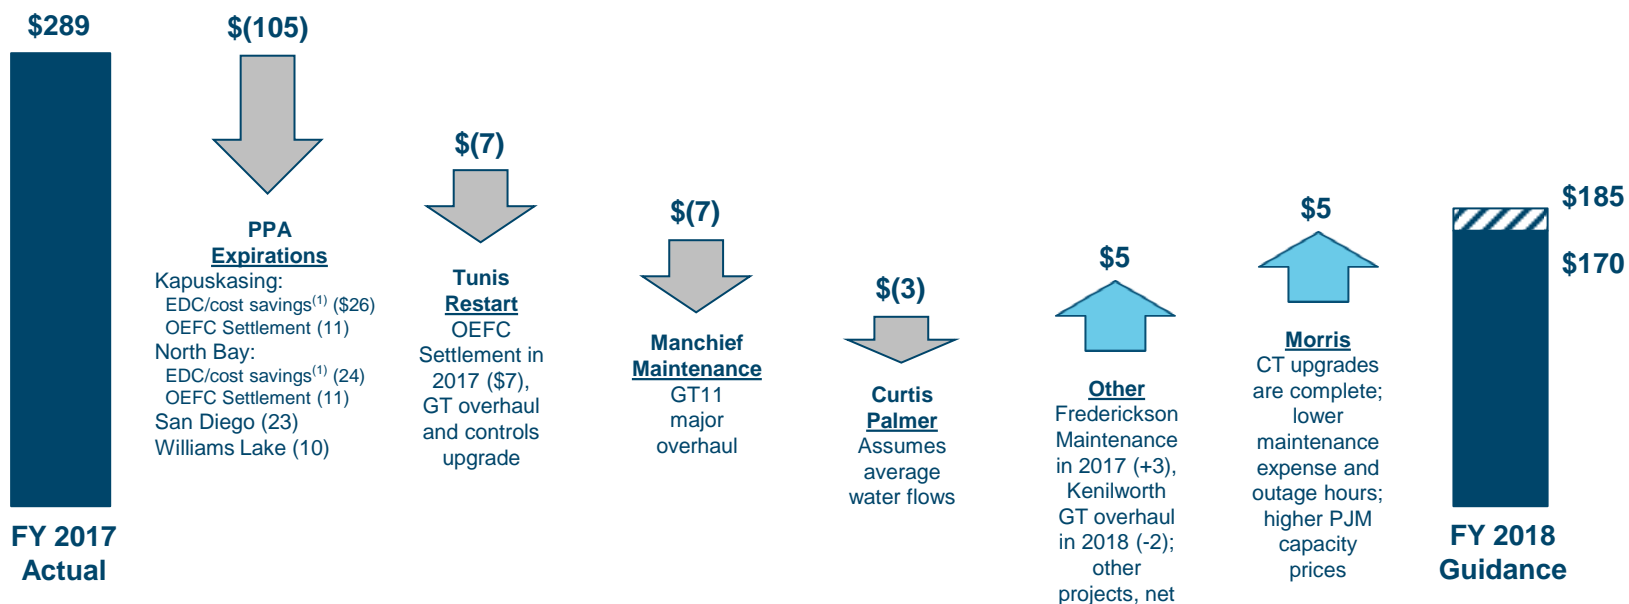 $289
FY 2017
Actual
$(105)
PPA
Expirations
Kapuskasing:
EDC/cost savings(1) ($26)
OEFC Settlement (11)
North Bay:
EDC/cost savings(1) (24)
OEFC Settlement (11)
San Diego (23)
Williams Lake (10)
$(7)
Tunis
Restart
OEFC
Settlement in
2017 ($7),
GT overhaul
and controls
upgrade
$(7)
Manchief
Maintenance
GT11
major
overhaul
$(3)
Curtis
Palmer
Assumes
average
water flows
$5
Other
Frederickson
Maintenance
in 2017 (+3),
Kenilworth
GT overhaul
in 2018 (-2);
other
projects, net
$5
Morris
CT upgrades
are complete;
lower
maintenance
expense and
outage hours;
higher PJM
capacity
prices
$185
$170
FY 2018
Guidance